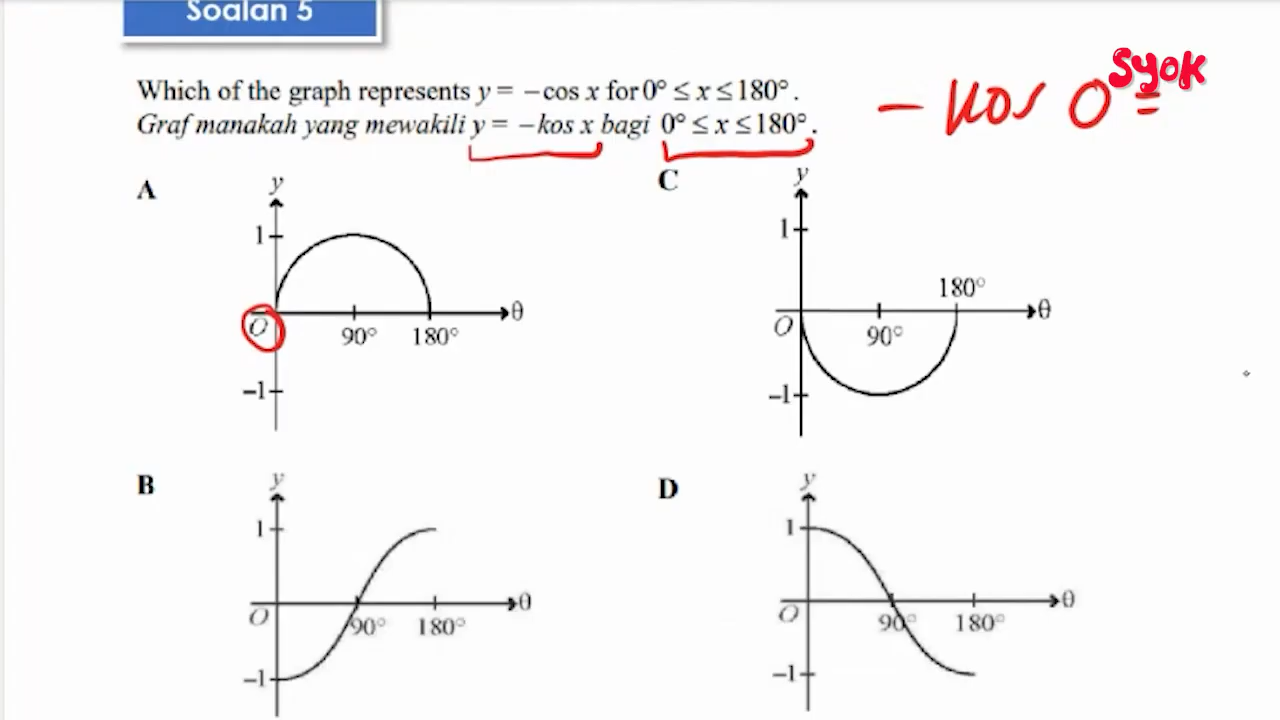 Soalan 5
Syok
Which of the graph represents y = −cos x for 0° ≤ x ≤ 180°.
Graf manakah yang mewakili y = −kos x bagi 0° ≤ x ≤ 180°.
− kos 0°
A
y
1
O
90°
180°
θ
−1
C
y
1
180°
O
90°
θ
−1
B
y
1
O
90°
180°
θ
−1
D
y
1
O
90°
180°
θ
−1